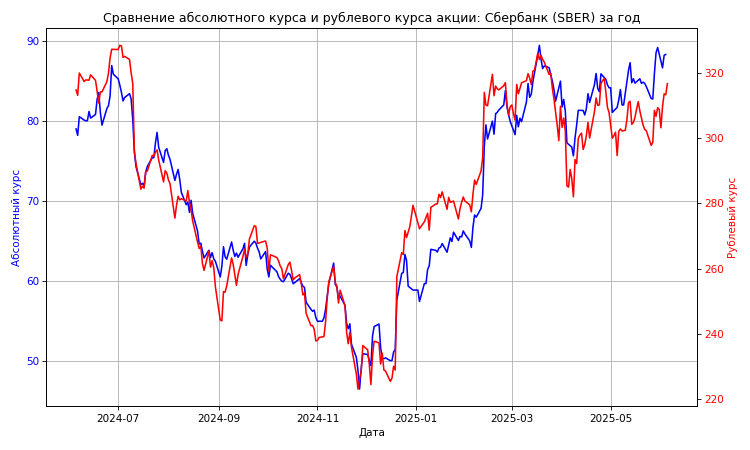 Сравнение абсолютного курса и рублевого курса акции: Сбербанк (SBER) за год
Абсолютный курс
90
80
70
60
50
Рублевый курс
320
300
280
260
240
220
2024-07 2024-09 2024-11 2025-01 2025-03 2025-05
Дата